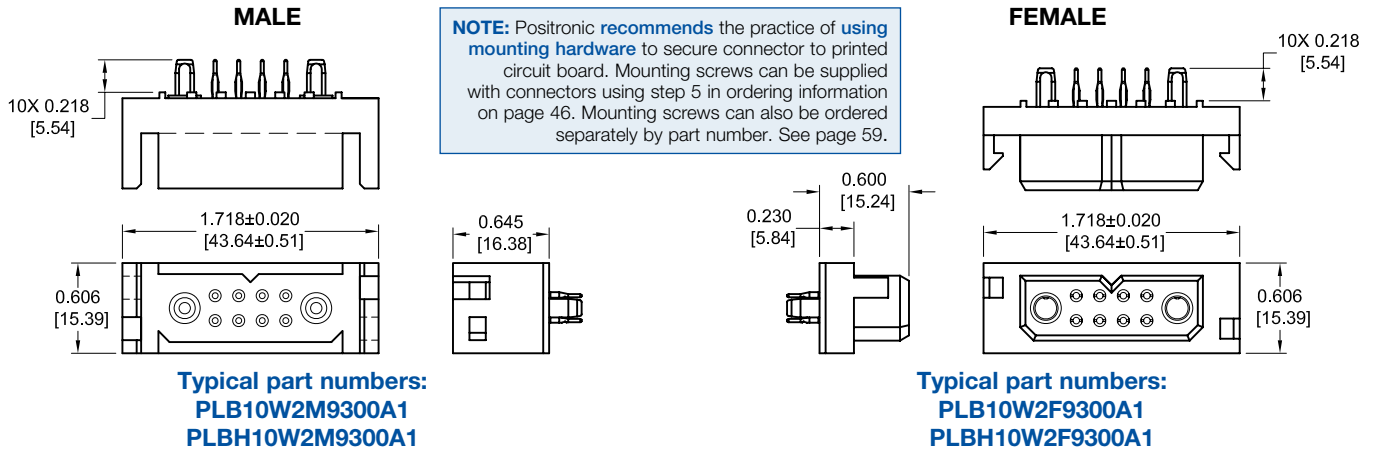 MALE
NOTE: Positronic recommends the practice of using
mounting hardware to secure connector to printed
circuit board. Mounting screws can be supplied
with connectors using step 5 in ordering information
on page 46. Mounting screws can also be ordered
separately by part number. See page 59.
FEMALE
10X 0.218
[5.54]
10X 0.218
[5.54]
1.718±0.020
[43.64±0.51]
0.606
[15.39]
0.645
[16.38]
0.600
[15.24]
0.230
[5.84]
1.718±0.020
[43.64±0.51]
0.606
[15.39]
Typical part numbers:
PLB10W2M9300A1
PLBH10W2M9300A1
Typical part numbers:
PLB10W2F9300A1
PLBH10W2F9300A1